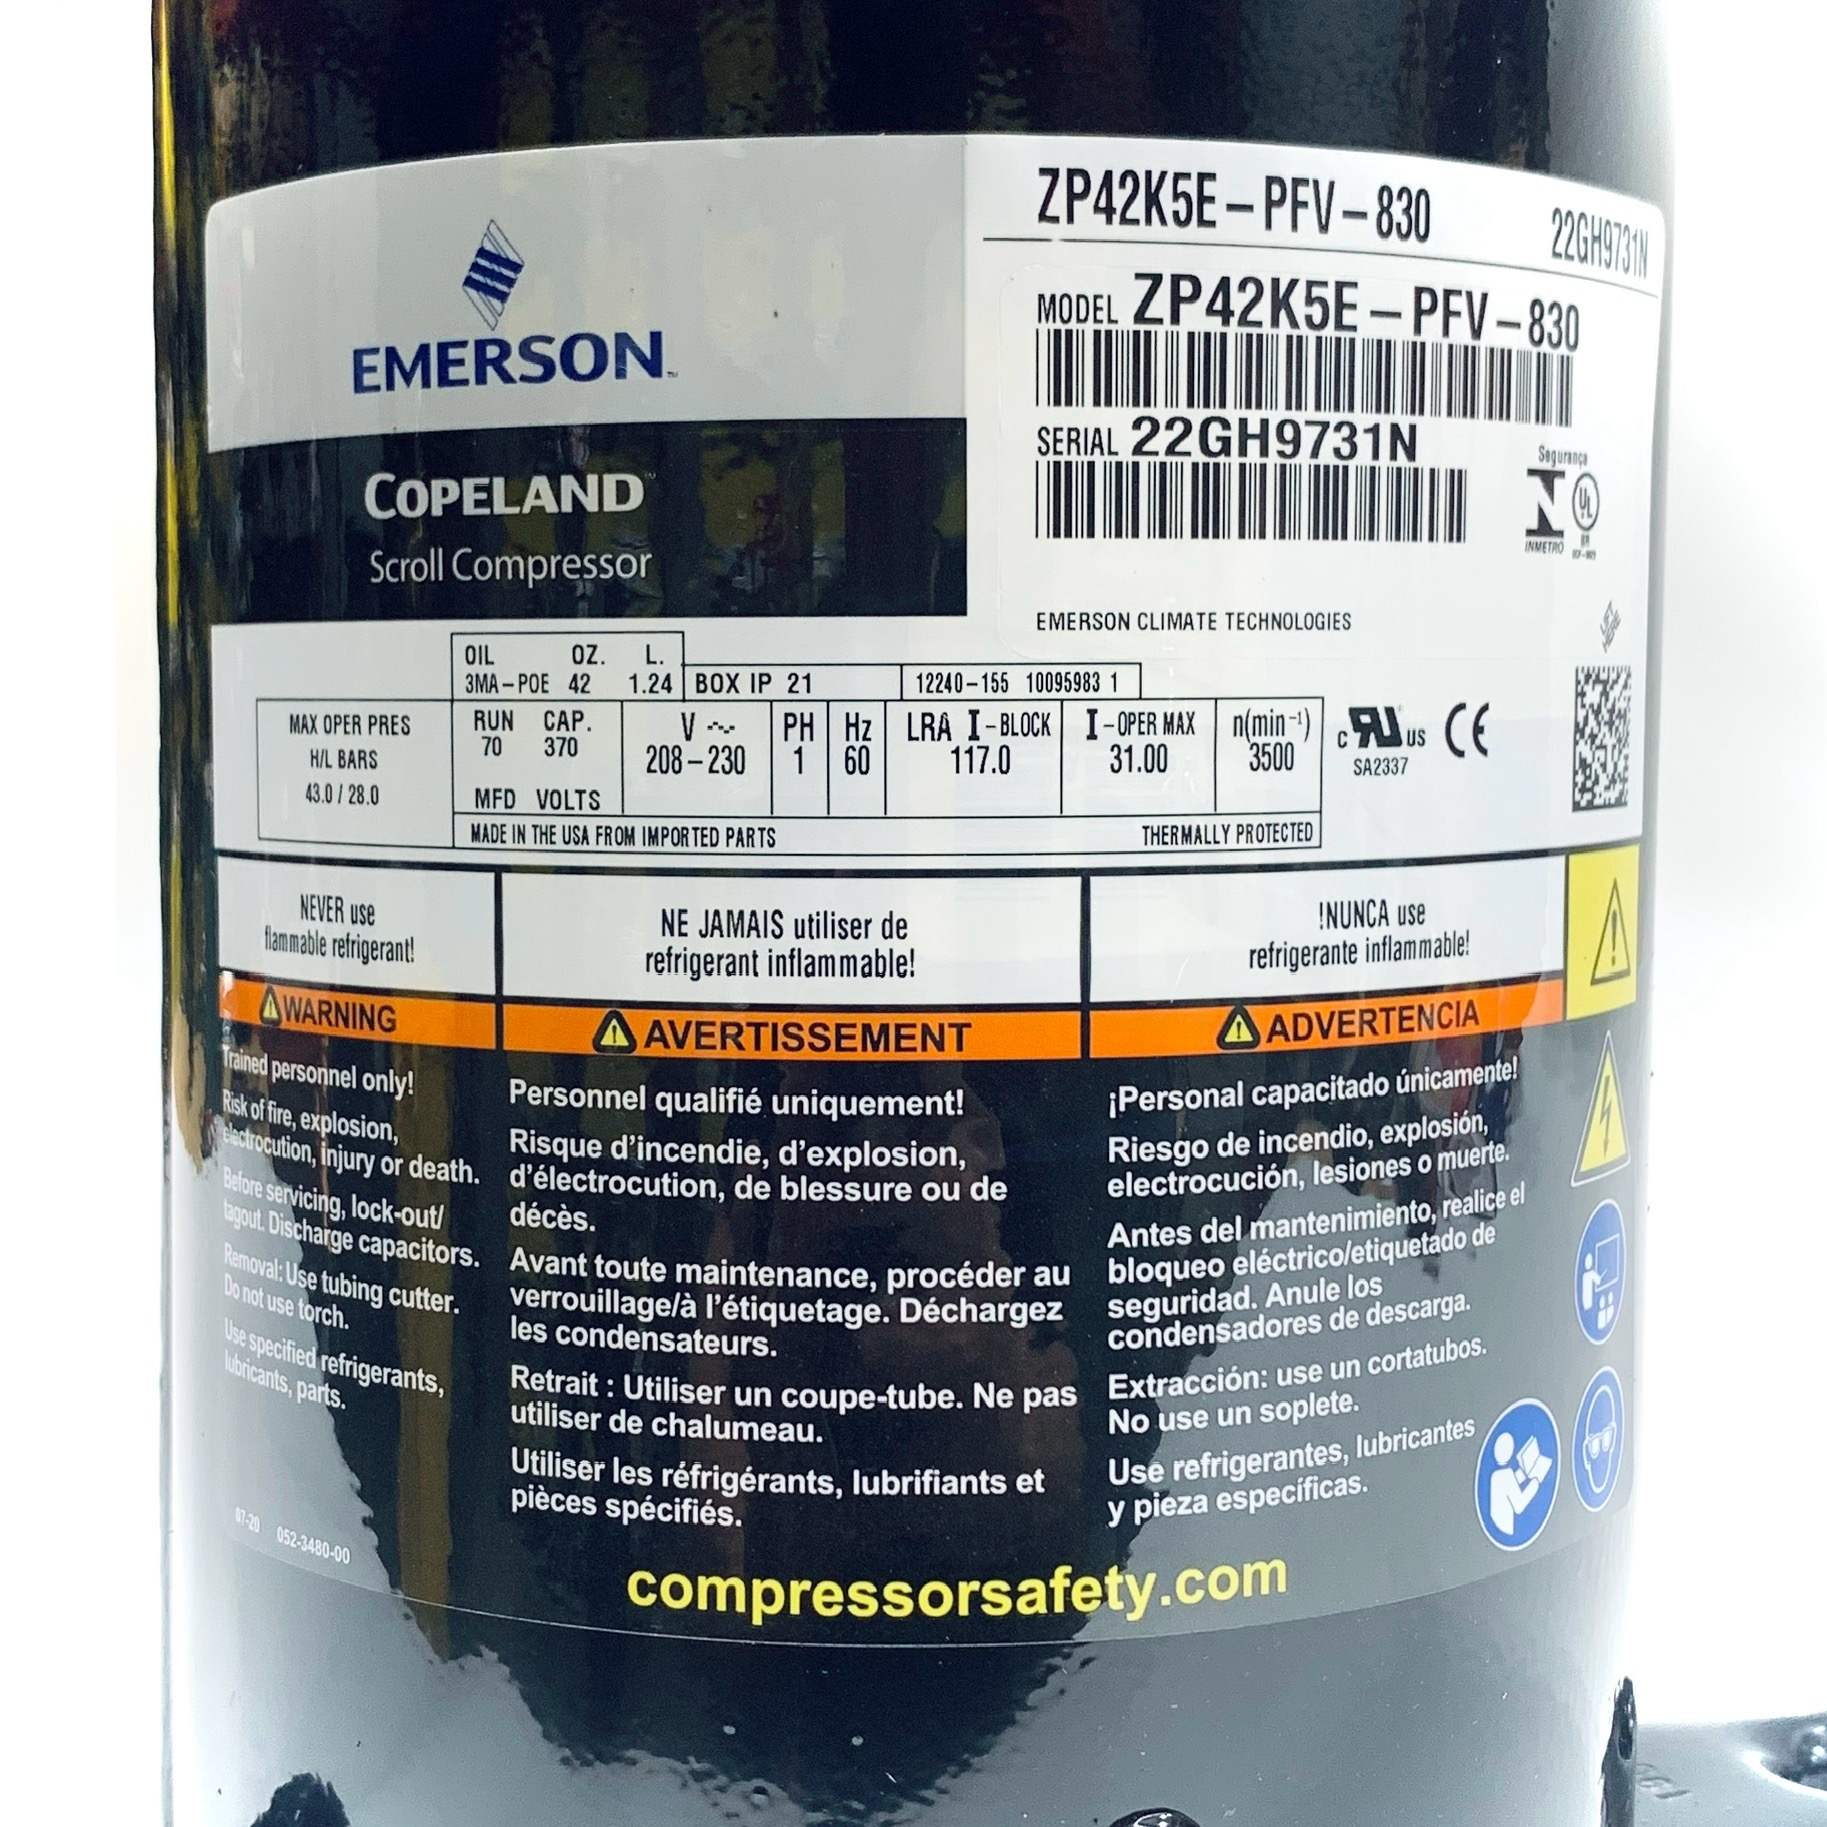 ZP42K5E-PFV-830
22GH9731N
EMERSON
MODEL ZP42K5E-PFV-830
SERIAL 22GH9731N
Segurança
UL
INMETRO
COPELAND
Scroll Compressor
EMERSON CLIMATE TECHNOLOGIES
OIL OZ. L.
3MA-POE 42 1.24
BOX IP 21
12240-155 10095983 1
MAX OPER PRES
H/L BARS
43.0 / 28.0
RUN CAP.
70 370
MFD VOLTS
V
208-230
PH
1
Hz
60
LRA I-BLOCK
117.0
I-OPER MAX
31.00
n(min⁻¹)
3500
c RU US CE
SA2337
MADE IN THE USA FROM IMPORTED PARTS
THERMALLY PROTECTED
NEVER use
flammable refrigerant!
WARNING
Trained personnel only!
Risk of fire, explosion,
electrocution, injury or death.
Before servicing, lock-out/
tagout. Discharge capacitors.
Removal: Use tubing cutter.
Do not use torch.
Use specified refrigerants,
lubricants, parts.
07-20 052-3480-00
NE JAMAIS utiliser de
refrigerant inflammable!
AVERTISSEMENT
Personnel qualifié uniquement!
Risque d'incendie, d'explosion,
d'électrocution, de blessure ou de
décès.
Avant toute maintenance, procéder au
verrouillage/à l'étiquetage. Déchargez
les condensateurs.
Retrait : Utiliser un coupe-tube. Ne pas
utiliser de chalumeau.
Utiliser les réfrigérants, lubrifiants et
pièces spécifiés.
!NUNCA use
refrigerante inflammable!
ADVERTENCIA
¡Personal capacitado únicamente!
Riesgo de incendio, explosión,
electrocución, lesiones o muerte.
Antes del mantenimiento, realice el
bloqueo eléctrico/etiquetado de
seguridad. Anule los
condensadores de descarga.
Extracción: use un cortatubos.
No use un soplete.
Use refrigerantes, lubricantes
y pieza específicas.
compressorsafety.com